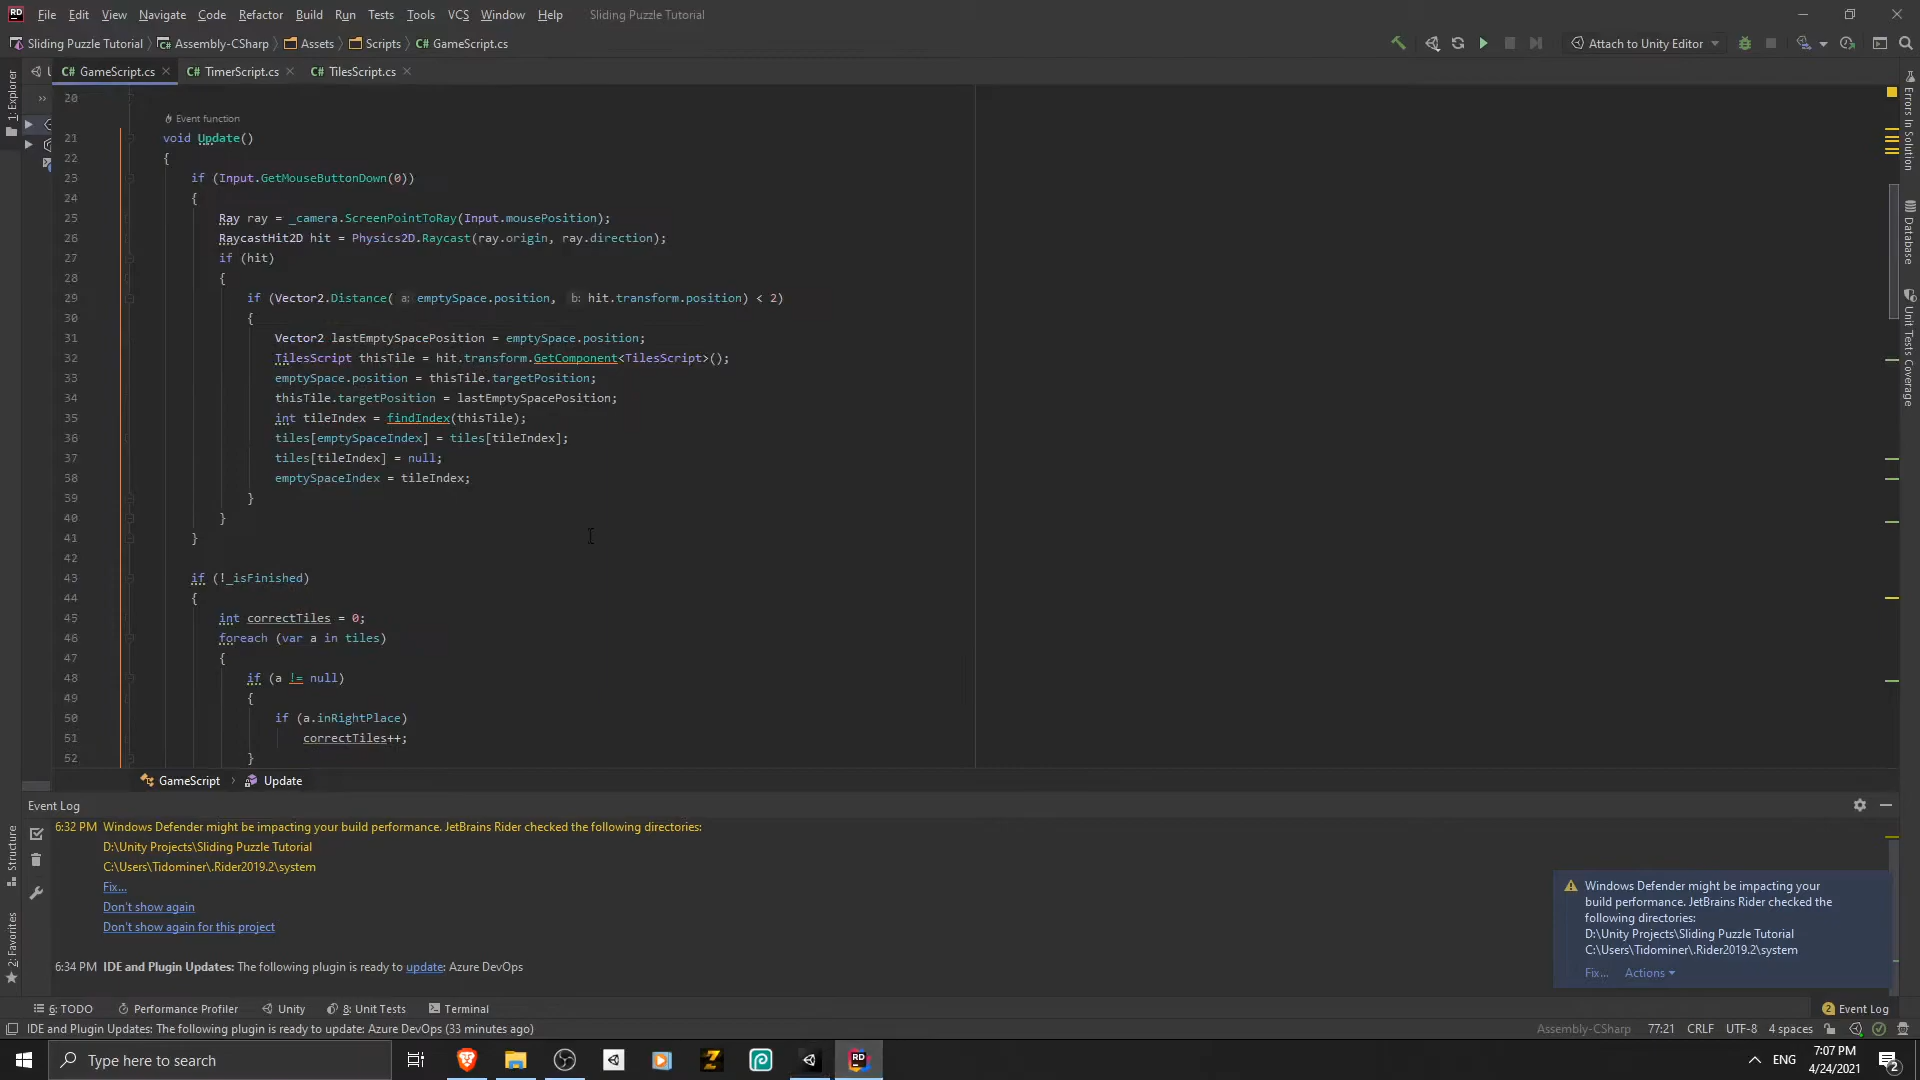 File Edit View Navigate Code Refactor Build Run Tests Tools VCS Window Help Sliding Puzzle Tutorial
Sliding Puzzle Tutorial Assembly-CSharp Assets Scripts C# GameScript.cs Attach to Unity Editor
C# GameScript.cs C# TimerScript.cs C# TilesScript.cs
1: Explorer
20
Event function
21 void Update()
22 {
23 if (Input.GetMouseButtonDown(0))
24 {
25 Ray ray = _camera.ScreenPointToRay(Input.mousePosition);
26 RaycastHit2D hit = Physics2D.Raycast(ray.origin, ray.direction);
27 if (hit)
28 {
29 if (Vector2.Distance( a: emptySpace.position, b: hit.transform.position) < 2)
30 {
31 Vector2 lastEmptySpacePosition = emptySpace.position;
32 TilesScript thisTile = hit.transform.GetComponent<TilesScript>();
33 emptySpace.position = thisTile.targetPosition;
34 thisTile.targetPosition = lastEmptySpacePosition;
35 int tileIndex = findIndex(thisTile);
36 tiles[emptySpaceIndex] = tiles[tileIndex];
37 tiles[tileIndex] = null;
38 emptySpaceIndex = tileIndex;
39 }
40 }
41 }
42
43 if (!_isFinished)
44 {
45 int correctTiles = 0;
46 foreach (var a in tiles)
47 {
48 if (a != null)
49 {
50 if (a.inRightPlace)
51 correctTiles++;
52 }
GameScript › Update
Errors In Solution
Database
Unit Tests Coverage
Event Log
6:32 PM Windows Defender might be impacting your build performance. JetBrains Rider checked the following directories:
D:\Unity Projects\Sliding Puzzle Tutorial
C:\Users\Tidominer\.Rider2019.2\system
Fix...
Don't show again
Don't show again for this project
6:34 PM IDE and Plugin Updates: The following plugin is ready to update: Azure DevOps
Structure
2: Favorites
Windows Defender might be impacting your
build performance. JetBrains Rider checked the
following directories:
D:\Unity Projects\Sliding Puzzle Tutorial
C:\Users\Tidominer\.Rider2019.2\system
Fix... Actions
6: TODO Performance Profiler Unity 8: Unit Tests Terminal 2 Event Log
IDE and Plugin Updates: The following plugin is ready to update: Azure DevOps (33 minutes ago) Assembly-CSharp 77:21 CRLF UTF-8 4 spaces
Type here to search ENG 7:07 PM
4/24/2021 2